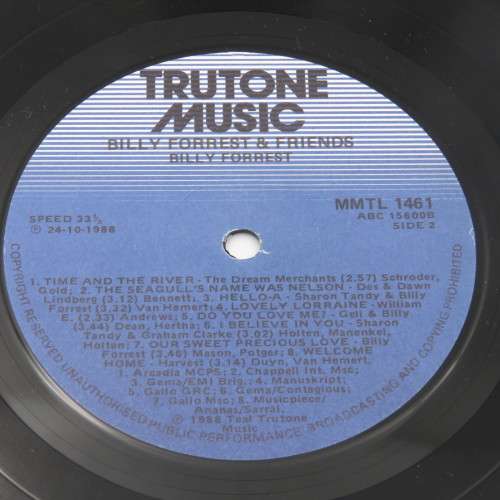 TRUTONE
MUSIC
BILLY FORREST & FRIENDS
BILLY FORREST
MMTL 1461
ABC 15600B
SIDE 2
SPEED 33⅓
℗ 24-10-1988
1. TIME AND THE RIVER - The Dream Merchants (2.57) Schroder,
Gold; 2. THE SEAGULL'S NAME WAS NELSON - Des & Dawn
Lindberg (3.12) Bennett; 3. HELLO-A - Sharon Tandy & Billy
Forrest (3.12) Van Hemert; 4. LOVELY LORRAINE - William
E. (2.33) Andrews; 5. DO YOU LOVE ME? - Gell & Billy
(3.44) Dean, Hertha; 6. I BELIEVE IN YOU - Sharon
Tandy & Graham Clarke (3.02) Holten, Mannenkol,
Holten; 7. OUR SWEET PRECIOUS LOVE - Billy
Forrest (3.40) Mason, Potger; 8. WELCOME
HOME - Harvest (3.14) Duyn, Van Hemert,
1. Arcadia MCPS; 2. Chappell Int. Msc;
3. Gema/EMI Brig.; 4. Manuskript;
5. Gallo GRC; 6. Gema/Contagious;
7. Gallo Msc; 8. Musicpiece/
Ananas/Sarral,
℗ 1988 Teal Trutone
Music
COPYRIGHT RESERVED UNAUTHORISED PUBLIC PERFORMANCE, BROADCASTING AND COPYING PROHIBITED